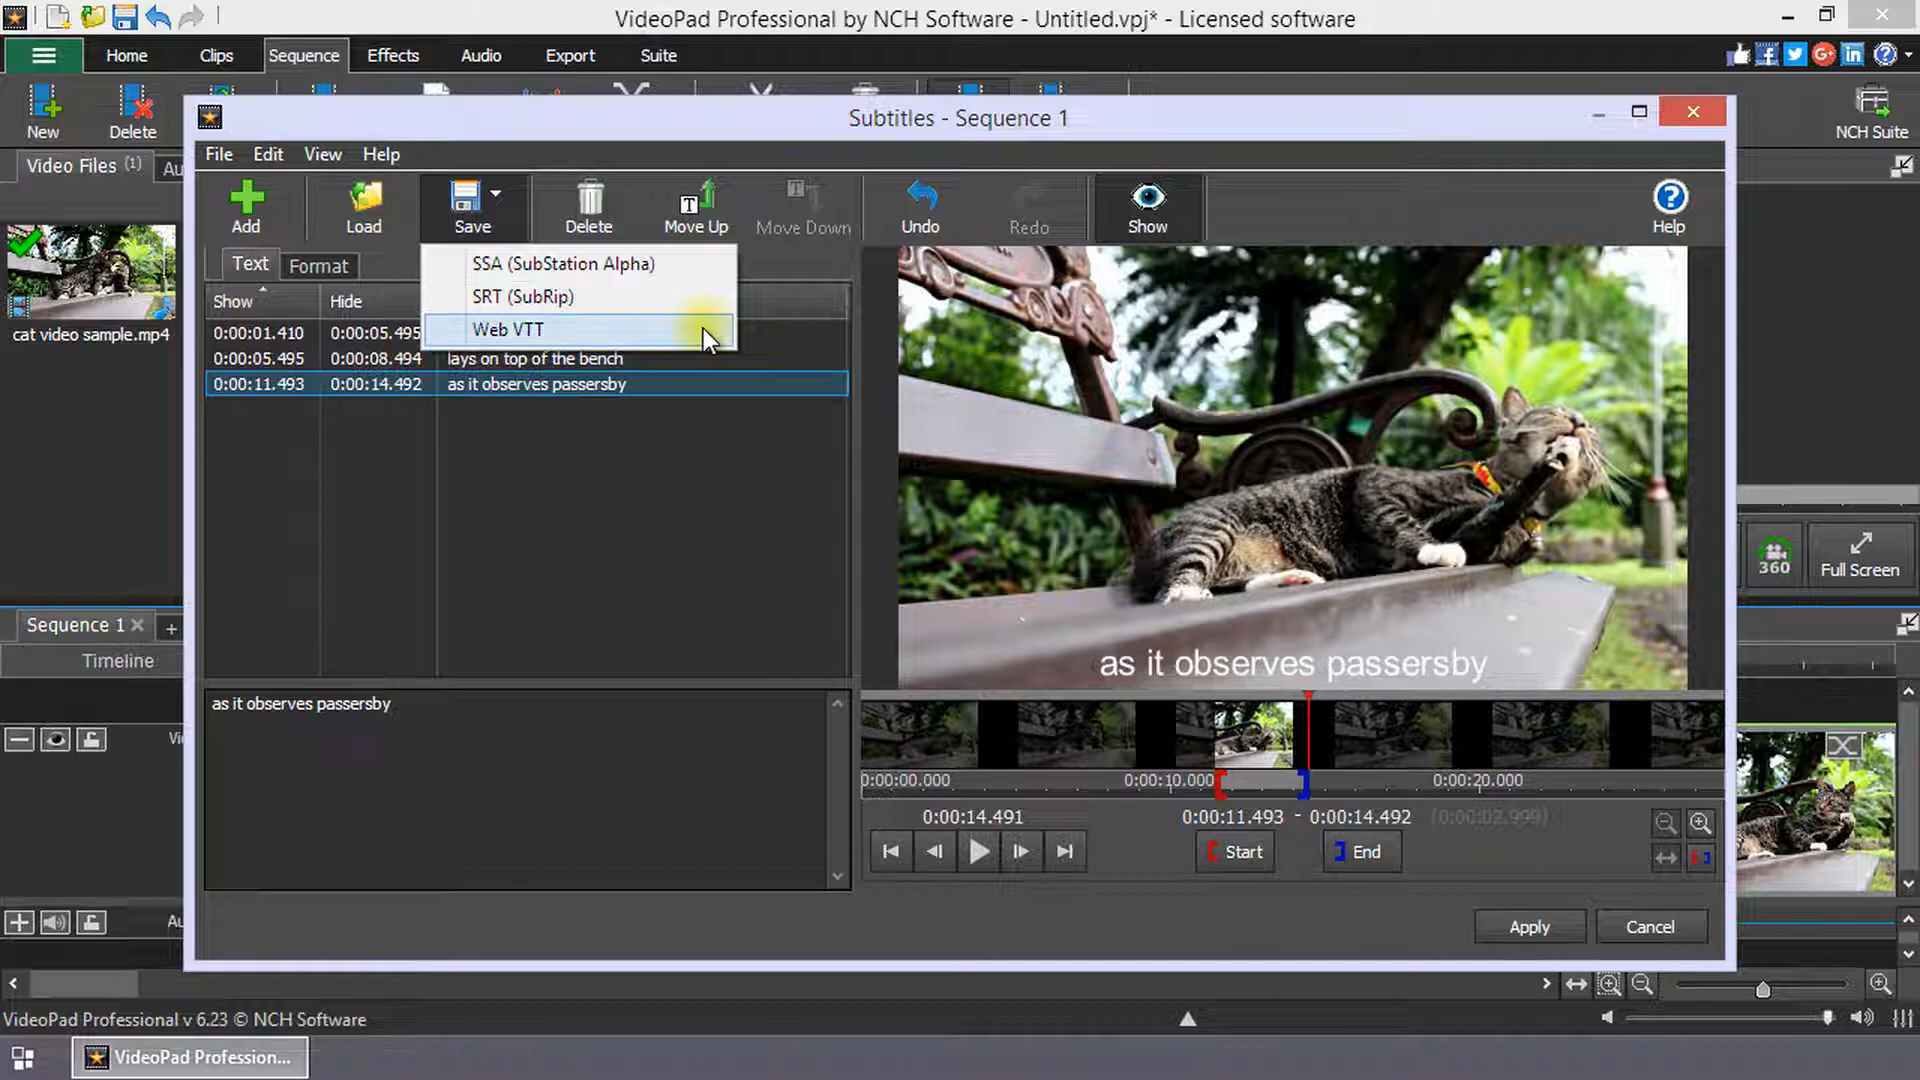 VideoPad Professional by NCH Software - Untitled.vpj* - Licensed software
Home Clips Sequence Effects Audio Export Suite
New Delete NCH Suite
Subtitles - Sequence 1
File Edit View Help
Add Load Save Delete Move Up Move Down Undo Redo Show Help
Video Files (1) Au
cat video sample.mp4
Text Format
SSA (SubStation Alpha)
SRT (SubRip)
Web VTT
Show Hide
0:00:01.410 0:00:05.495
0:00:05.495 0:00:08.494 lays on top of the bench
0:00:11.493 0:00:14.492 as it observes passersby
as it observes passersby
as it observes passersby
0:00:00.000 0:00:10.000 0:00:20.000
0:00:14.491 0:00:11.493 - 0:00:14.492 (0:00:02.999)
Start End
Apply Cancel
360 Full Screen
Sequence 1
Timeline
Vi
Au
VideoPad Professional v 6.23 © NCH Software
VideoPad Profession...